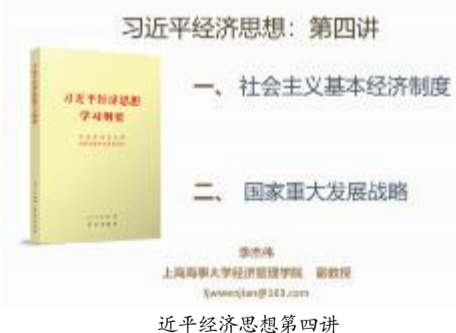 习近平经济思想：第四讲
习近平经济思想
学习纲要
一、社会主义基本经济制度
二、 国家重大发展战略
李杰伟
上海海事大学经济管理学院 副教授
近平经济思想第四讲